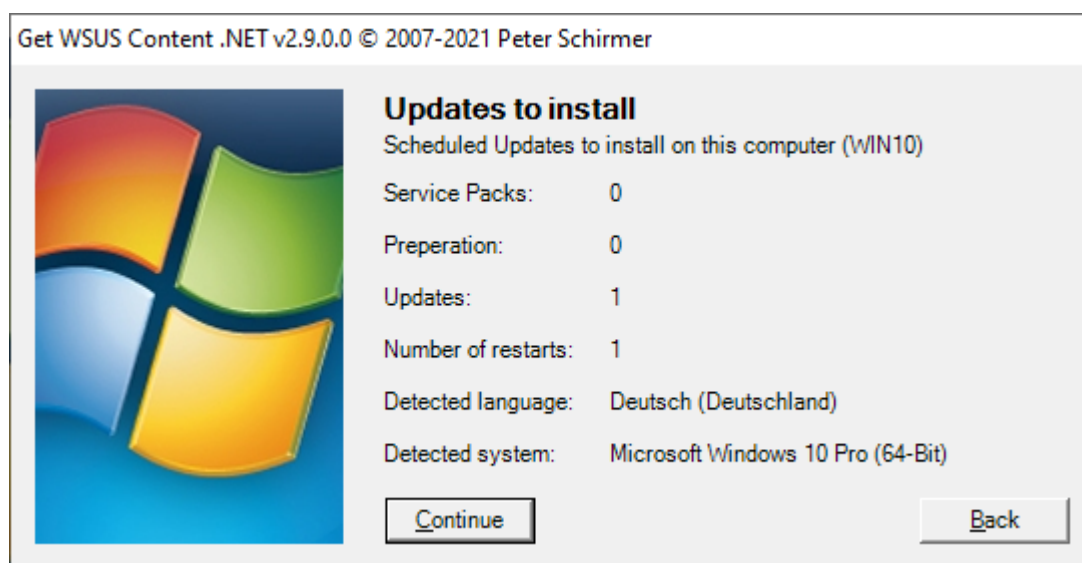 Get WSUS Content .NET v2.9.0.0 © 2007-2021 Peter Schirmer
Updates to install
Scheduled Updates to install on this computer (WIN10)
Service Packs: 0
Preperation: 0
Updates: 1
Number of restarts: 1
Detected language: Deutsch (Deutschland)
Detected system: Microsoft Windows 10 Pro (64-Bit)
Continue Back